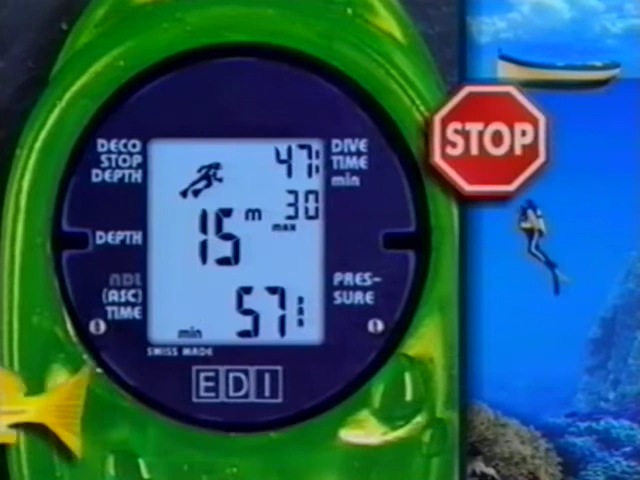 DECO
STOP
DEPTH
47:
DIVE
TIME
min
STOP
30
15 m
MAX
DEPTH
NDL
(ASC)
TIME
57
min
PRES-
SURE
SWISS MADE
EDI